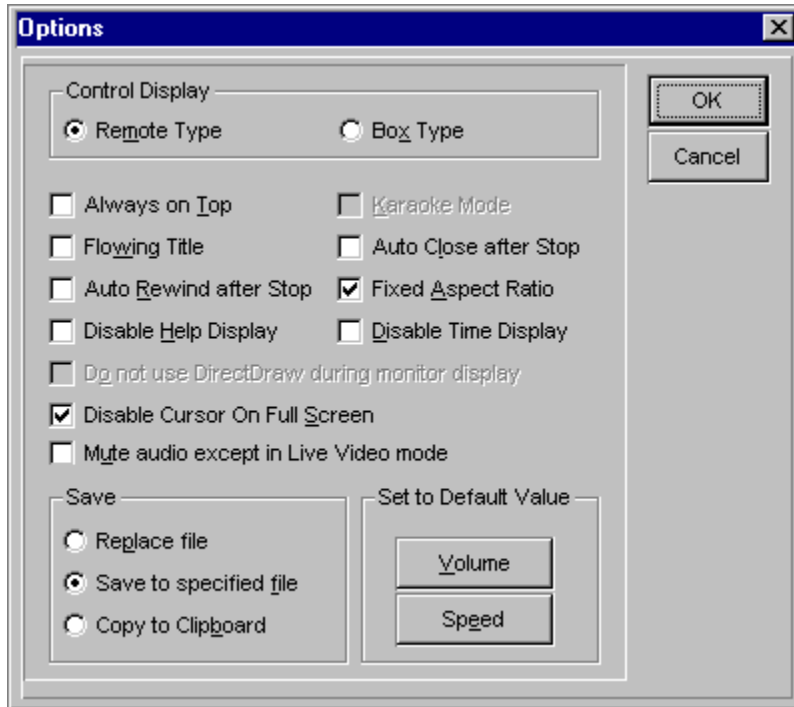 Options
Control Display
OK
Remote Type Box Type
Cancel
Always on Top Karaoke Mode
Flowing Title Auto Close after Stop
Auto Rewind after Stop Fixed Aspect Ratio
Disable Help Display Disable Time Display
Do not use DirectDraw during monitor display
Disable Cursor On Full Screen
Mute audio except in Live Video mode
Save
Replace file
Save to specified file
Copy to Clipboard
Set to Default Value
Volume
Speed